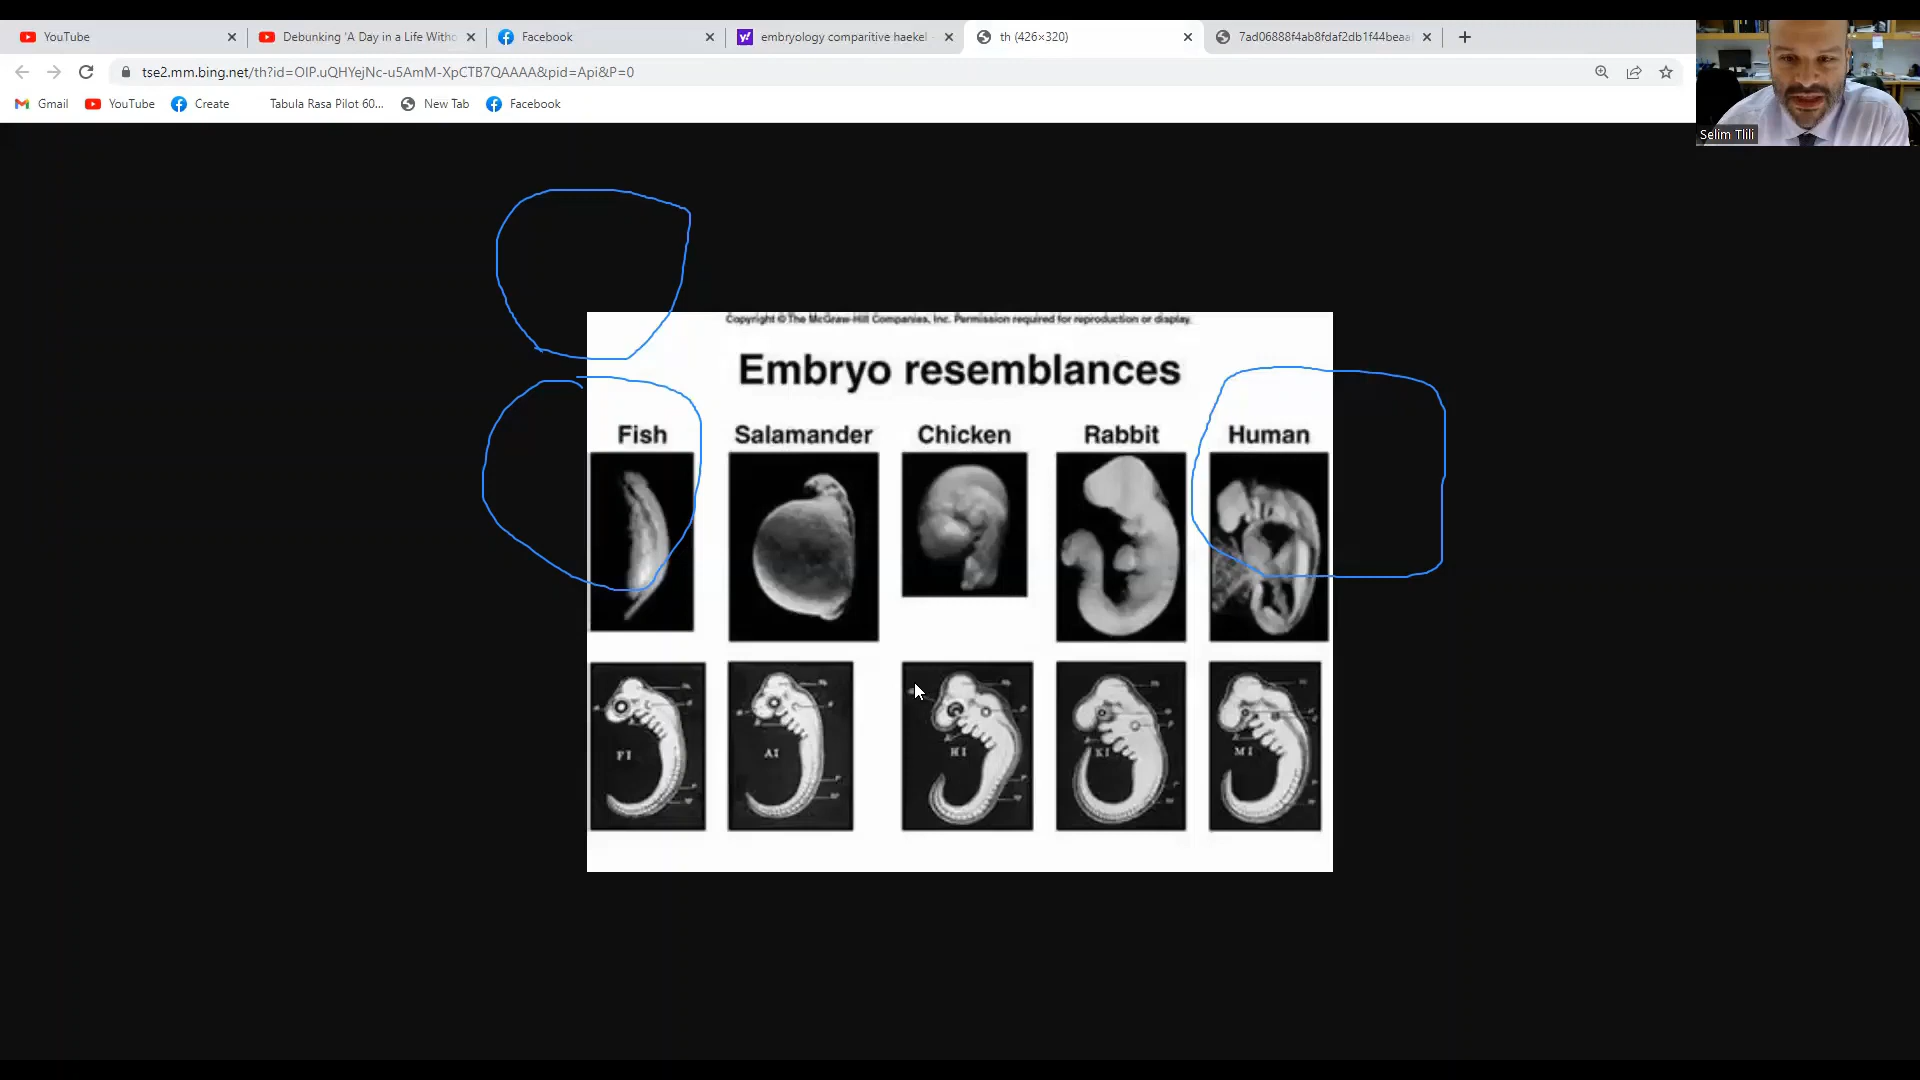 YouTube
Debunking 'A Day in a Life Witho
Facebook
embryology comparitive haekel -
th (426×320)
7ad06888f4ab8fdaf2db1f44beaa
tse2.mm.bing.net/th?id=OIP.uQHYejNc-u5AmM-XpCTB7QAAAA&pid=Api&P=0
Gmail YouTube Create Tabula Rasa Pilot 60... New Tab Facebook
Selim Tlili
Copyright © The McGraw-Hill Companies, Inc. Permission required for reproduction or display.
Embryo resemblances
Fish Salamander Chicken Rabbit Human
FI AI HI KI MI